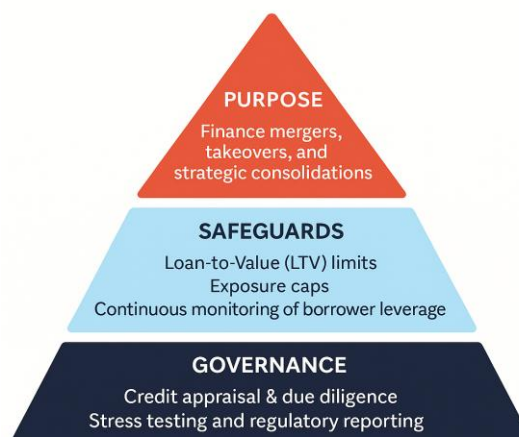 PURPOSE
Finance mergers,
takeovers, and
strategic consolidations
SAFEGUARDS
Loan-to-Value (LTV) limits
Exposure caps
Continuous monitoring of borrower leverage
GOVERNANCE
Credit appraisal & due diligence
Stress testing and regulatory reporting